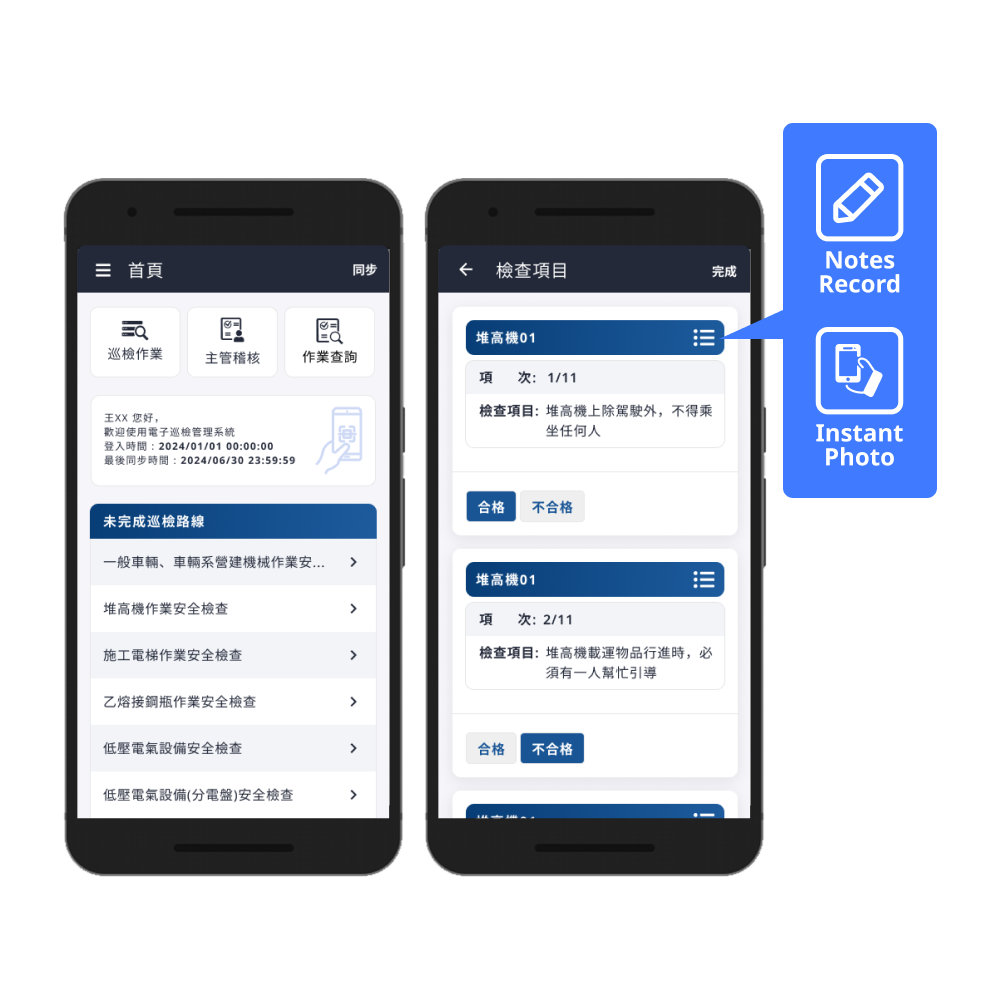 首頁
同步
巡檢作業
主管稽核
作業查詢
王XX 您好，
歡迎使用電子巡檢管理系統
登入時間：2024/01/01 00:00:00
最後同步時間：2024/06/30 23:59:59
未完成巡檢路線
一般車輛、車輛系營建機械作業安...
堆高機作業安全檢查
施工電梯作業安全檢查
乙熔接鋼瓶作業安全檢查
低壓電氣設備安全檢查
低壓電氣設備(分電盤)安全檢查
檢查項目
完成
堆高機01
項 次: 1/11
檢查項目: 堆高機上除駕駛外，不得乘
坐任何人
合格 不合格
堆高機01
項 次: 2/11
檢查項目: 堆高機載運物品行進時，必
須有一人幫忙引導
合格 不合格
堆高機01
Notes
Record
Instant
Photo